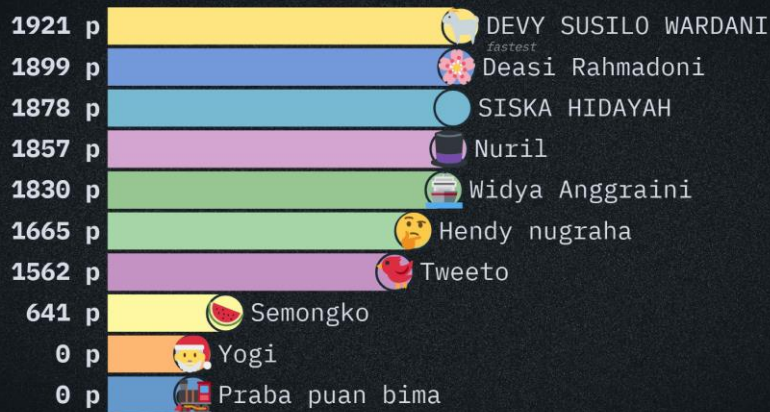 1921 p DEVY SUSILO WARDANI
fastest
1899 p Deasi Rahmadoni
1878 p SISKA HIDAYAH
1857 p Nuril
1830 p Widya Anggraini
1665 p Hendy nugraha
1562 p Tweeto
641 p Semongko
0 p Yogi
0 p Praba puan bima